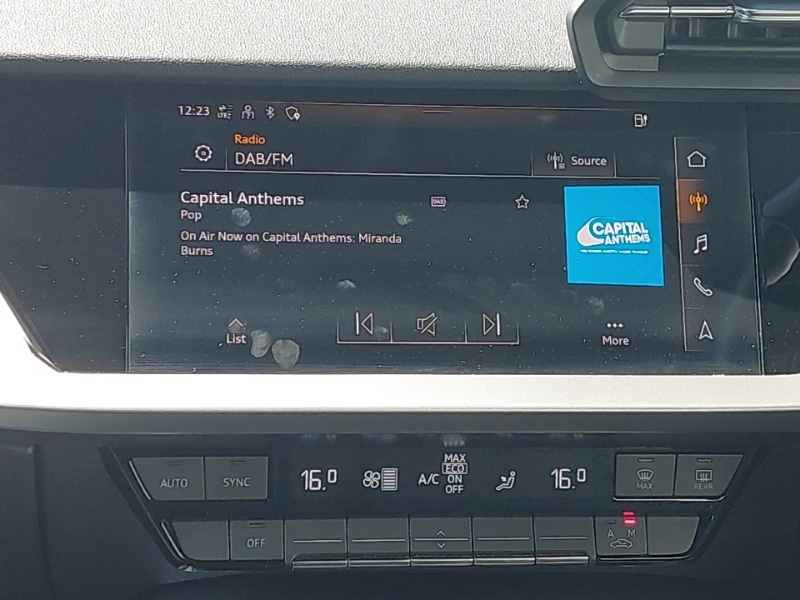 12:23 LTE
Radio
DAB/FM
Source
Capital Anthems
DAB
Pop
On Air Now on Capital Anthems: Miranda
Burns
CAPITAL
ANTHEMS
List
More
AUTO
SYNC
16.0
A/C
MAX
ECO
ON
OFF
16.0
MAX
REAR
OFF
A M